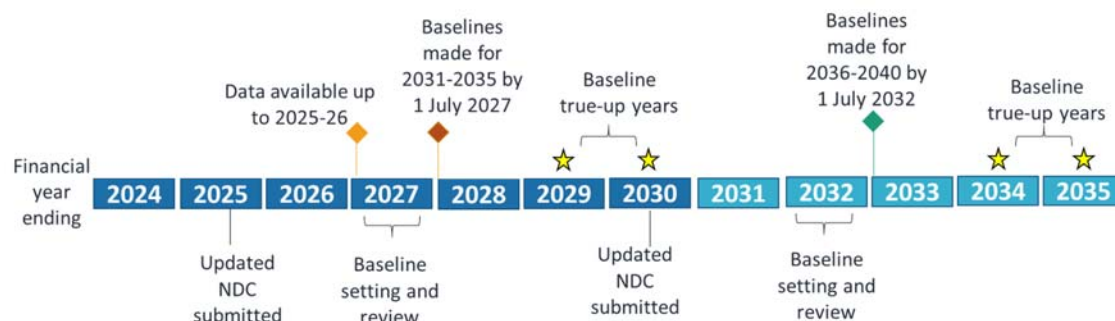 Data available up
to 2025-26
Baselines
made for
2031-2035 by
1 July 2027
Baseline
true-up years
Baselines
made for
2036-2040 by
1 July 2032
Baseline
true-up years
Financial
year
ending
2024 2025 2026 2027 2028 2029 2030 2031 2032 2033 2034 2035
Updated
NDC
submitted
Baseline
setting and
review
Updated
NDC
submitted
Baseline
setting and
review